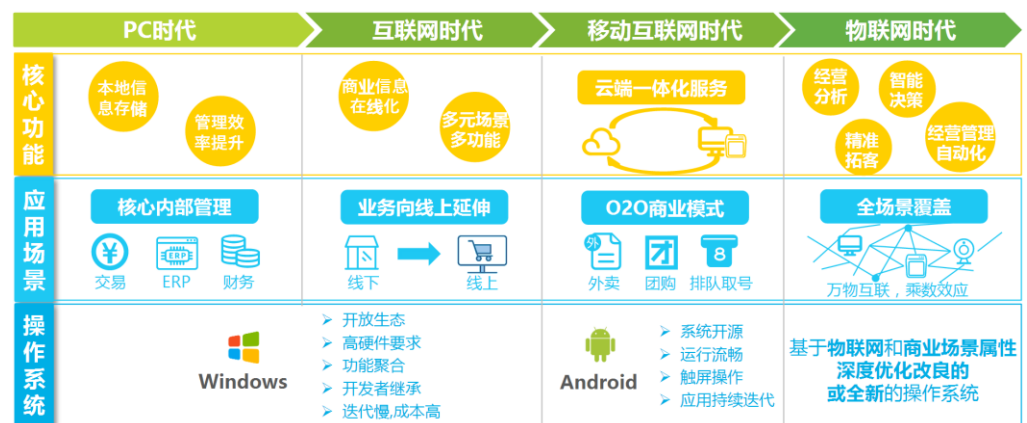 PC时代
互联网时代
移动互联网时代
物联网时代
核心功能
本地信
息存储
管理效
率提升
商业信息
在线化
多元场景
多功能
云端一体化服务
经营
分析
智能
决策
精准
拓客
经营管理
自动化
应用场景
核心内部管理
¥
ERP
交易
ERP
财务
业务向线上延伸
线下
线上
O2O商业模式
外
团
8
外卖
团购
排队取号
全场景覆盖
万物互联，乘数效应
操作系统
Windows
开放生态
高硬件要求
功能聚合
开发者继承
迭代慢,成本高
Android
系统开源
运行流畅
触屏操作
应用持续迭代
基于物联网和商业场景属性
深度优化改良的
或全新的操作系统